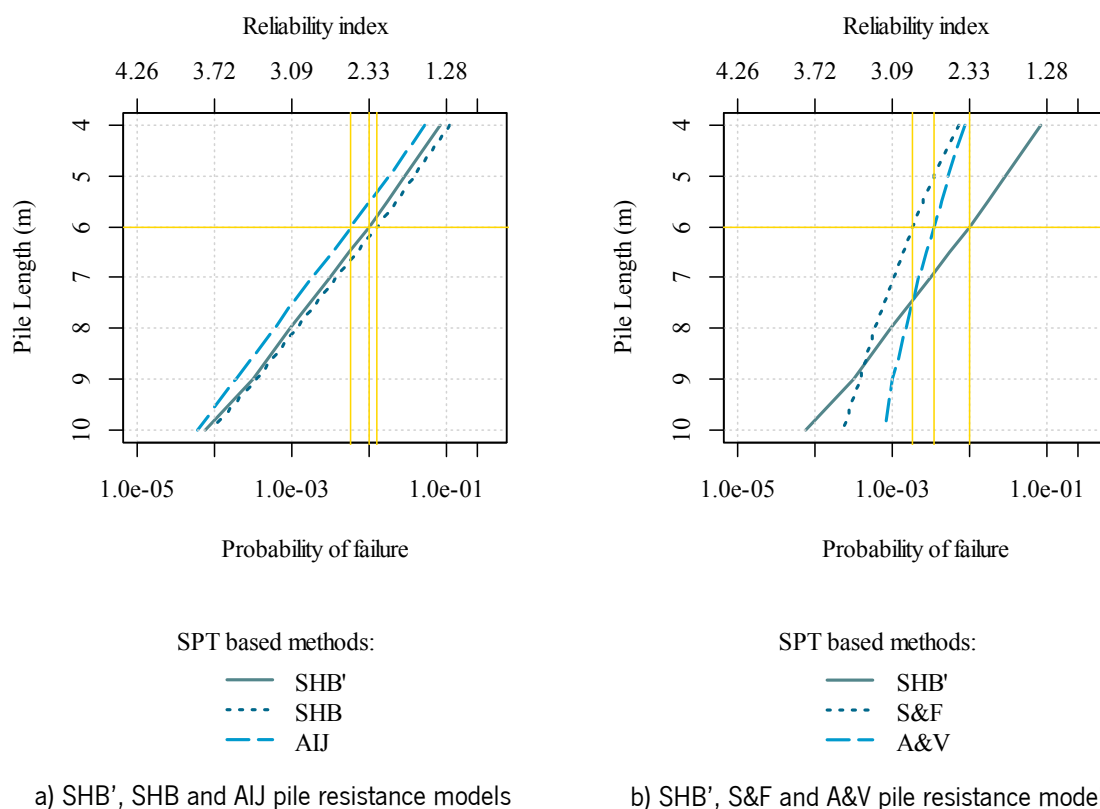 Reliability index
4.26 3.72 3.09 2.33 1.28
Pile Length (m)
4
5
6
7
8
9
10
1.0e-05 1.0e-03 1.0e-01
Probability of failure
SPT based methods:
SHB'
SHB
AIJ
a) SHB’, SHB and AIJ pile resistance models
Reliability index
4.26 3.72 3.09 2.33 1.28
Pile Length (m)
4
5
6
7
8
9
10
1.0e-05 1.0e-03 1.0e-01
Probability of failure
SPT based methods:
SHB'
S&F
A&V
b) SHB’, S&F and A&V pile resistance mode